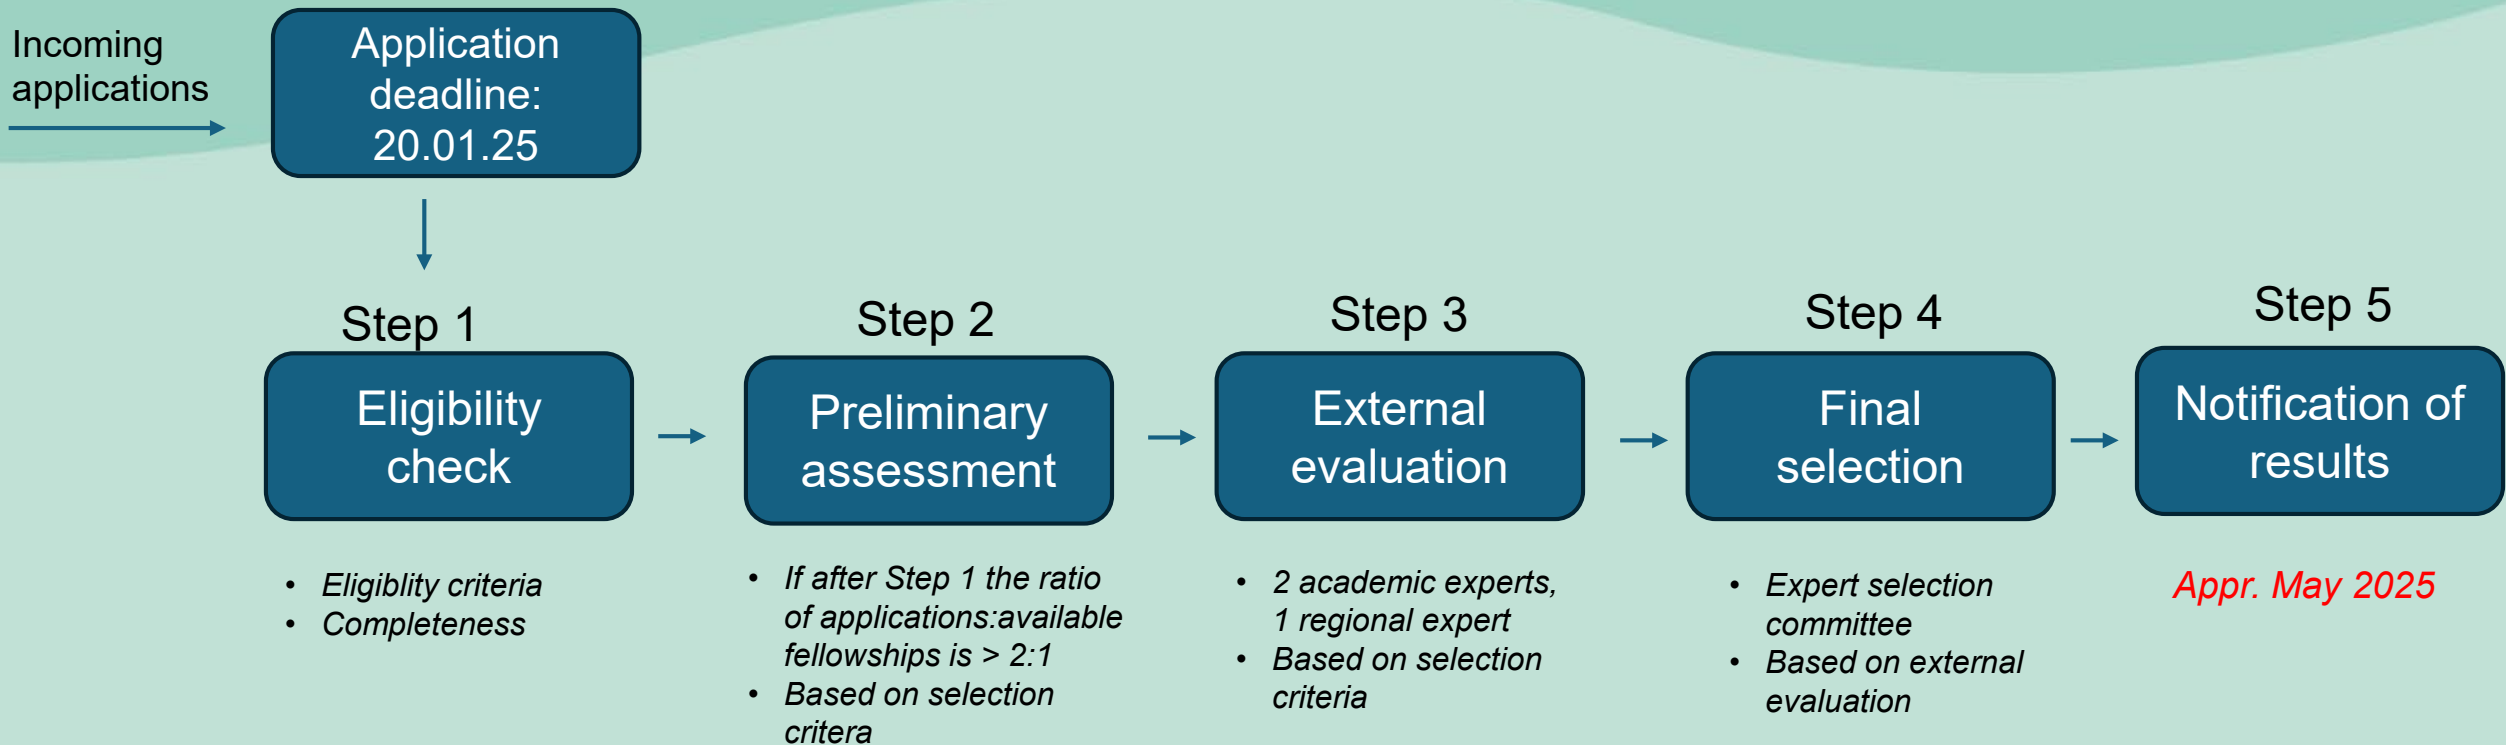 Incoming
applications
Application
deadline:
20.01.25
Step 1
Eligibility
check
• Eligiblity criteria
• Completeness
Step 2
Preliminary
assessment
• If after Step 1 the ratio
of applications:available
fellowships is > 2:1
• Based on selection
critera
Step 3
External
evaluation
• 2 academic experts,
1 regional expert
• Based on selection
criteria
Step 4
Final
selection
• Expert selection
committee
• Based on external
evaluation
Step 5
Notification of
results
Appr. May 2025